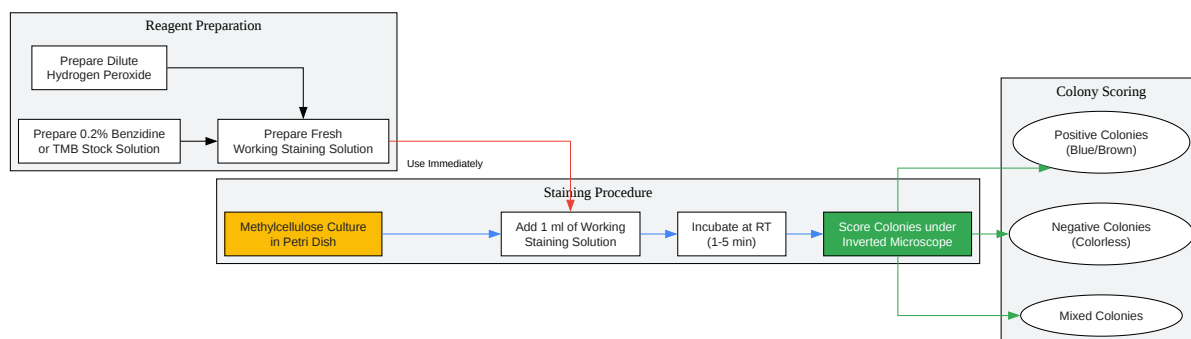 Reagent Preparation
Prepare Dilute
Hydrogen Peroxide
Prepare 0.2% Benzidine
or TMB Stock Solution
Prepare Fresh
Working Staining Solution
Use Immediately
Staining Procedure
Methylcellulose Culture
in Petri Dish
Add 1 ml of Working
Staining Solution
Incubate at RT
(1-5 min)
Score Colonies under
Inverted Microscope
Colony Scoring
Positive Colonies
(Blue/Brown)
Negative Colonies
(Colorless)
Mixed Colonies